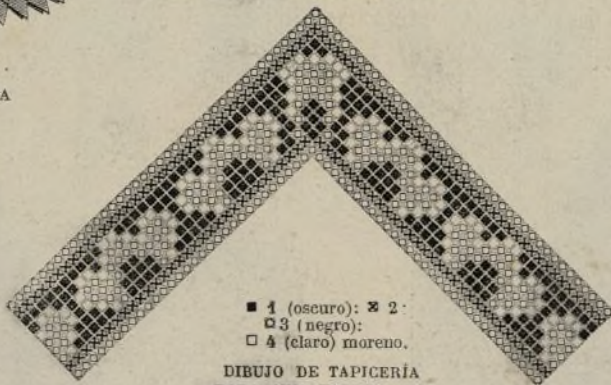 A
■ 1 (oscuro): ⊠ 2
◘ 3 (negro):
□ 4 (claro) moreno.
DIBUJO DE TAPICERÍA